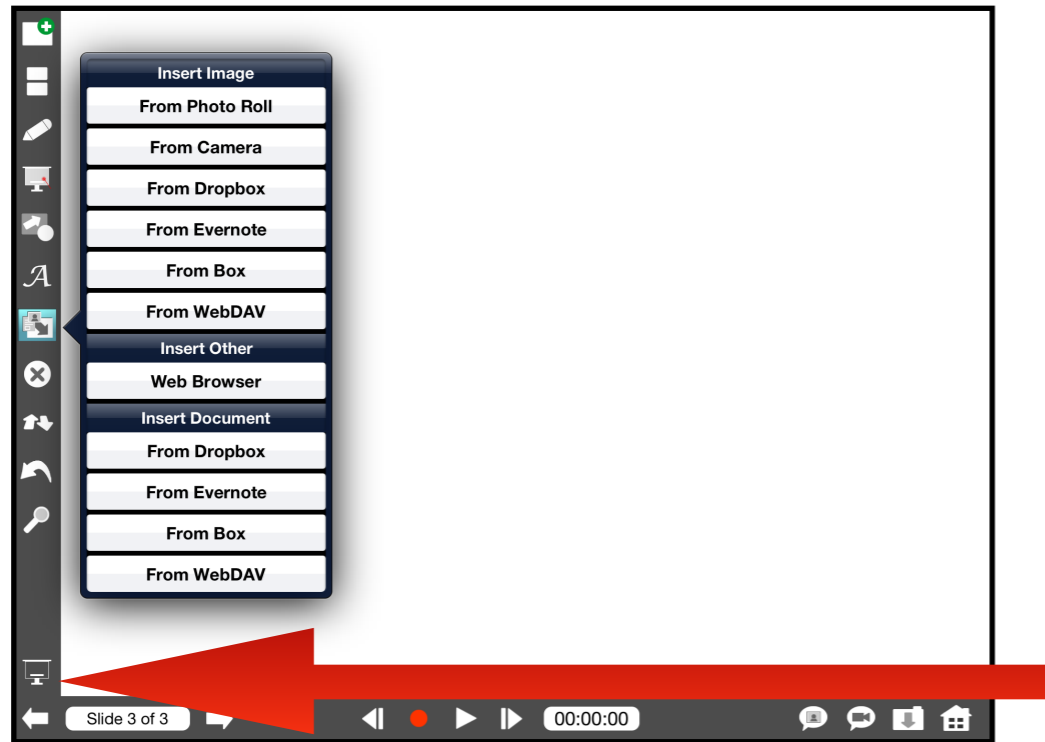 Insert Image
From Photo Roll
From Camera
From Dropbox
From Evernote
A
From Box
From WebDAV
Insert Other
Web Browser
Insert Document
From Dropbox
From Evernote
From Box
From WebDAV
Slide 3 of 3
00:00:00